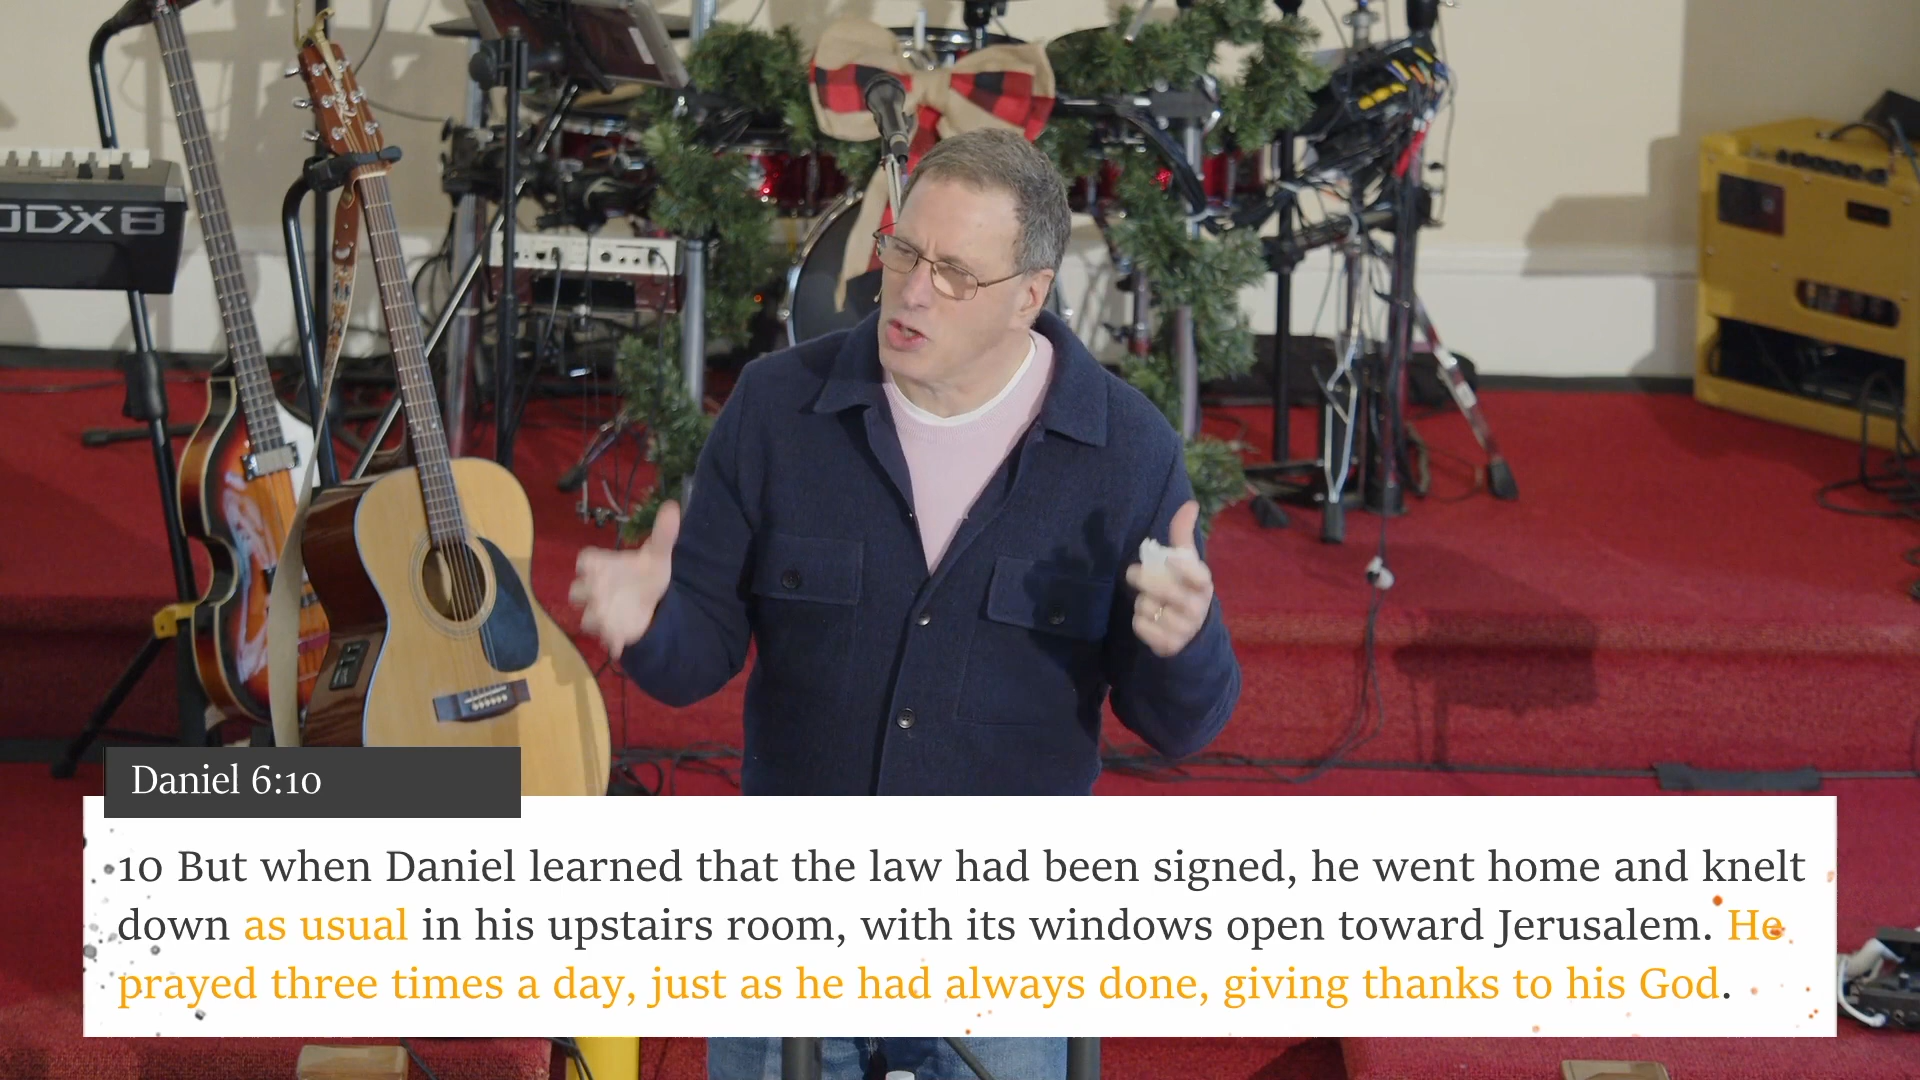 ODX8
Daniel 6:10
10 But when Daniel learned that the law had been signed, he went home and knelt
down as usual in his upstairs room, with its windows open toward Jerusalem. He
prayed three times a day, just as he had always done, giving thanks to his God.